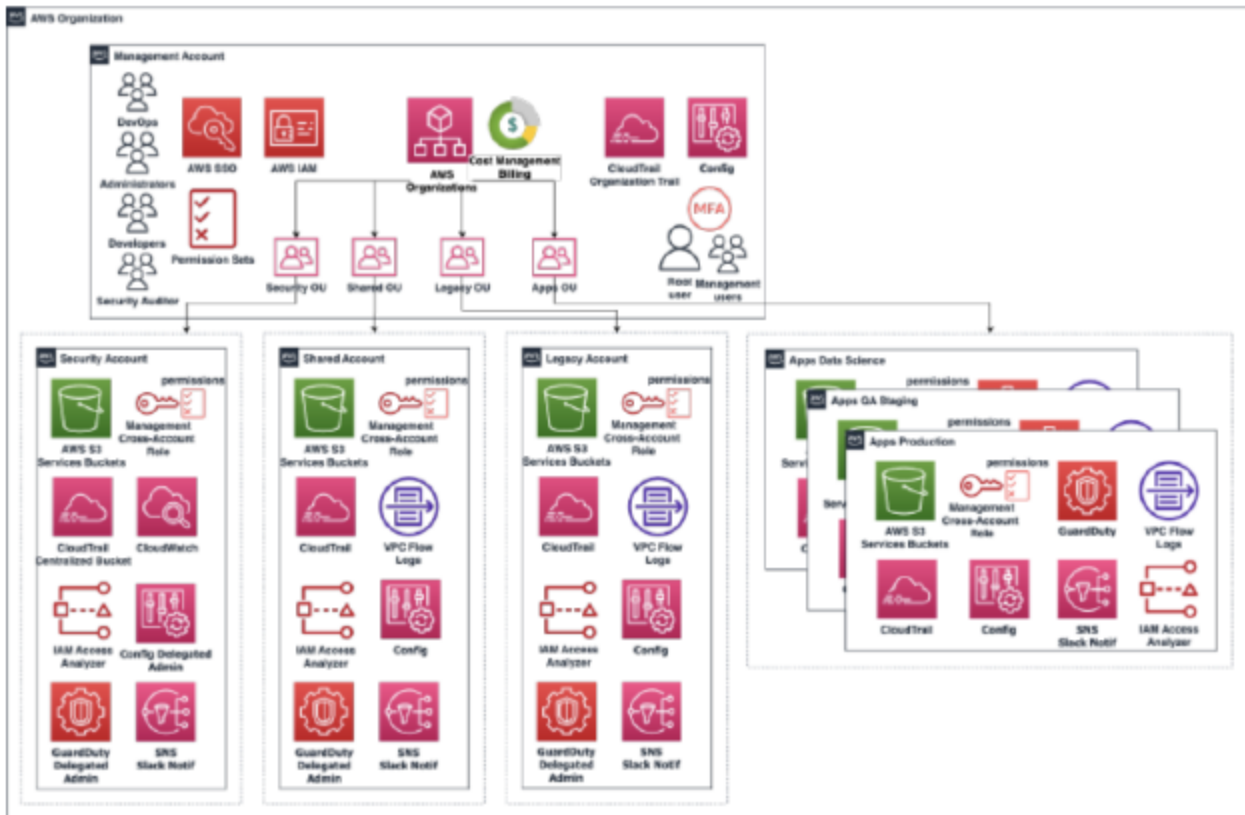 AWS Organization
Management Account
DevOps
Administrators
Developers
Security Auditor
AWS SSO
AWS IAM
Permission Sets
AWS
Organizations
Cost Management
Billing
CloudTrail
Organization Trail
Config
MFA
Root
user
Management
users
Security OU
Shared OU
Legacy OU
Apps OU
Security Account
AWS S3
Services Buckets
permissions
Management
Cross-Account
Role
CloudTrail
Centralized Bucket
CloudWatch
IAM Access
Analyzer
Config Delegated
Admin
GuardDuty
Delegated
Admin
SNS
Slack Notif
Shared Account
AWS S3
Services Buckets
permissions
Management
Cross-Account
Role
CloudTrail
VPC Flow
Logs
IAM Access
Analyzer
Config
GuardDuty
Delegated
Admin
SNS
Slack Notif
Legacy Account
AWS S3
Services Buckets
permissions
Management
Cross-Account
Role
CloudTrail
VPC Flow
Logs
IAM Access
Analyzer
Config
GuardDuty
Delegated
Admin
SNS
Slack Notif
Apps Data Science
permissions
Apps QA Staging
permissions
Apps Production
AWS S3
Services Buckets
permissions
Management
Cross-Account
Role
GuardDuty
VPC Flow
Logs
CloudTrail
Config
SNS
Slack Notif
IAM Access
Analyzer